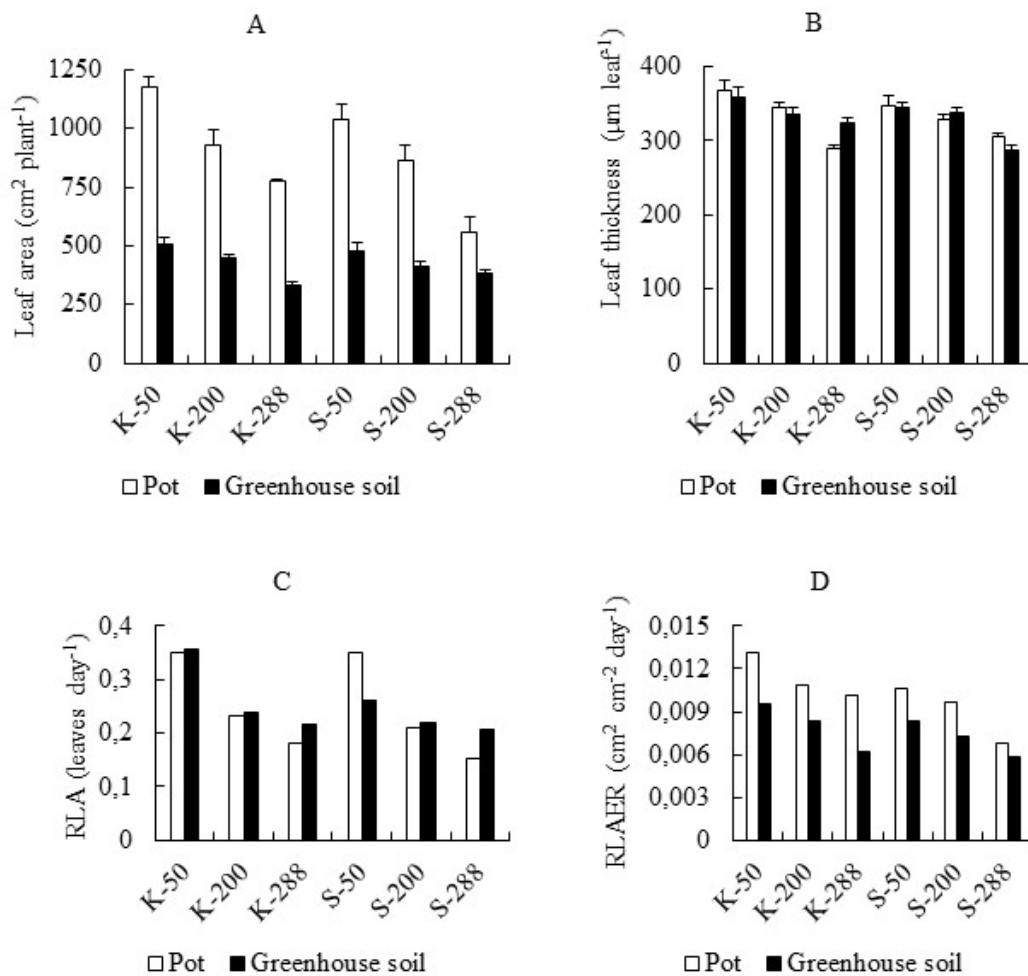 A
Leaf area (cm² plant⁻¹)
1250
1000
750
500
250
0
K-50
K-200
K-288
S-50
S-200
S-288
Pot
Greenhouse soil
B
Leaf thickness (µm leaf⁻¹)
400
300
200
100
0
K-50
K-200
K-288
S-50
S-200
S-288
Pot
Greenhouse soil
C
RLA (leaves day⁻¹)
0,4
0,3
0,2
0,1
0
K-50
K-200
K-288
S-50
S-200
S-288
Pot
Greenhouse soil
D
RLAER (cm² cm⁻² day⁻¹)
0,015
0,012
0,009
0,006
0,003
0
K-50
K-200
K-288
S-50
S-200
S-288
Pot
Greenhouse soil